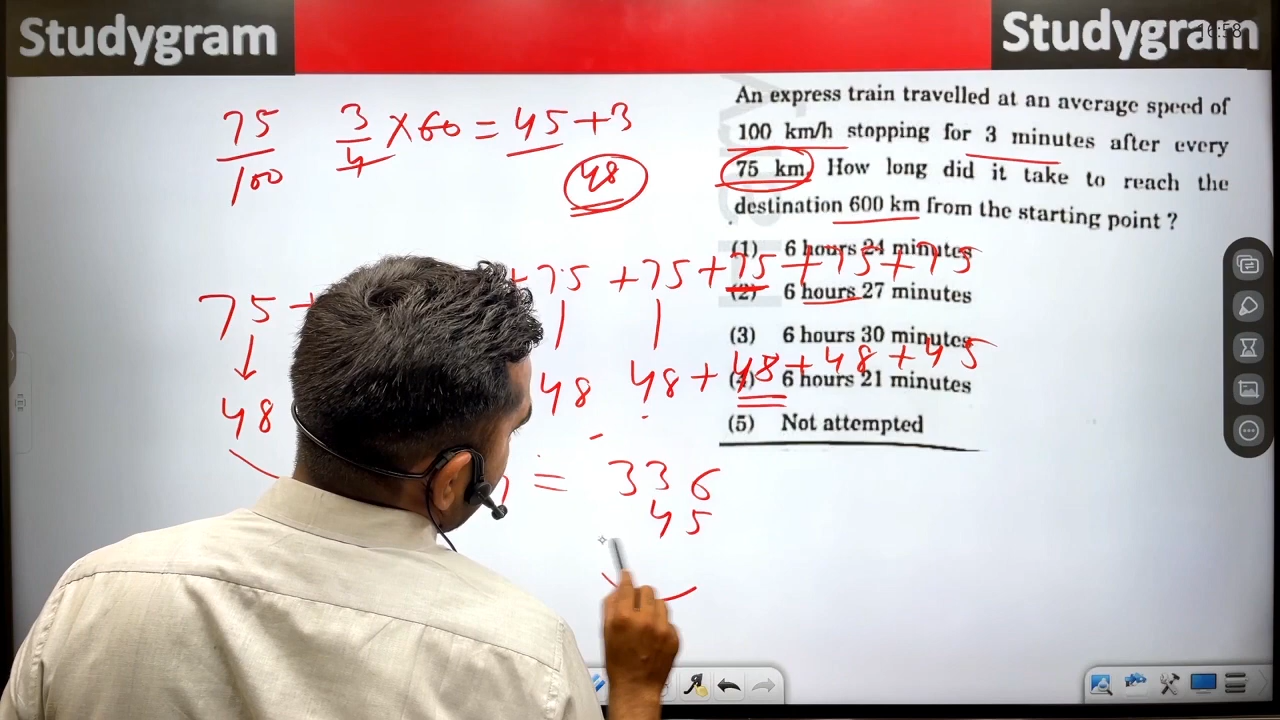 Studygram
Studygram
16:58
75/100 3/4 × 60 = 45 + 3
48
An express train travelled at an average speed of
100 km/h stopping for 3 minutes after every
75 km. How long did it take to reach the
destination 600 km from the starting point ?
(1) 6 hours 24 minutes
(2) 6 hours 27 minutes
(3) 6 hours 30 minutes
(4) 6 hours 21 minutes
(5) Not attempted
75 + +75 +75+75+75+75
48 48 48+48+48+45
= 336
45